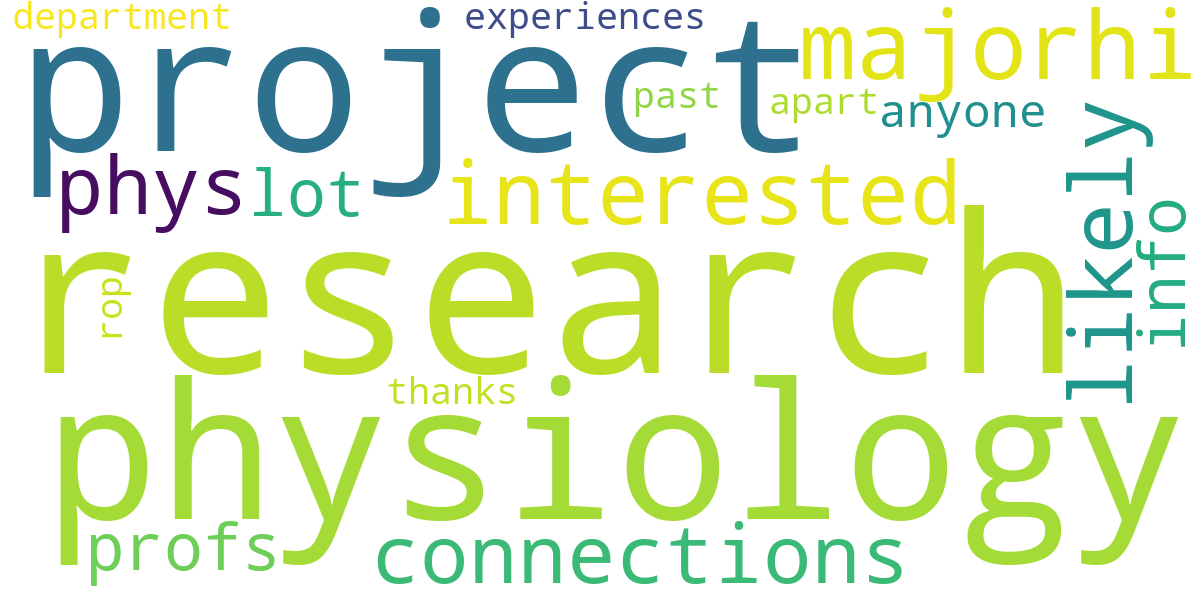 department
experiences
project
majorhi
past
apart
anyone
phys
lot
interested
likely
info
research
rop
thanks
physiology
profs
connections